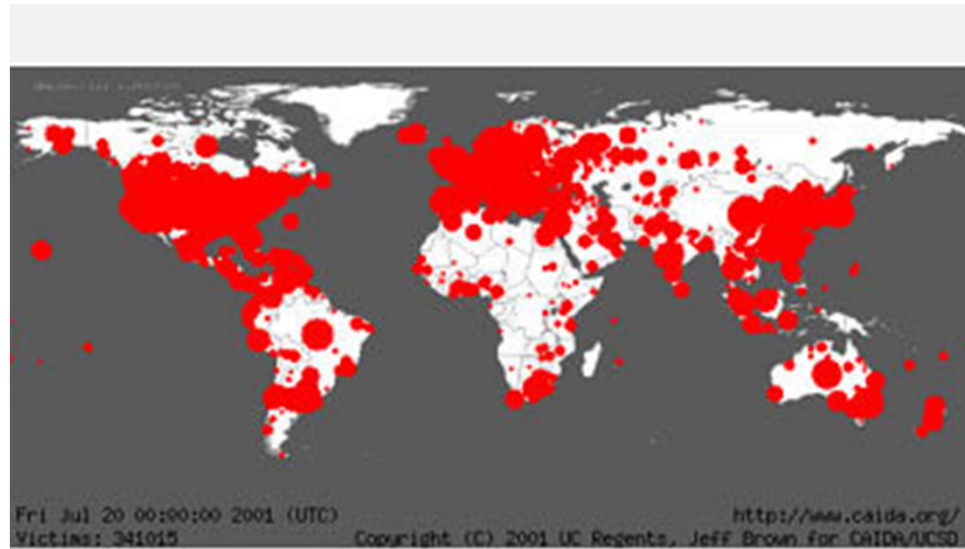 Fri Jul 20 00:00:00 2001 (UTC)
http://www.caida.org/
Victims: 341015
Copyright (C) 2001 UC Regents, Jeff Brown for CAIDA/UCSD